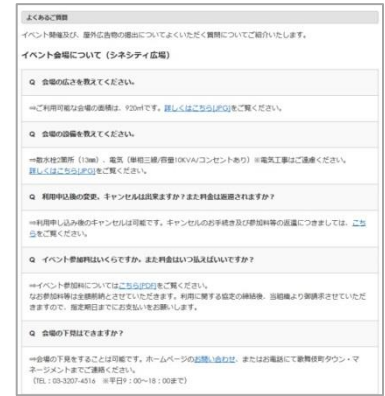 よくあるご質問
イベント開催及び、屋外広告物の掲出についてよくいただく質問についてご紹介いたします。
イベント会場について（シネシティ広場）
Q　会場の広さを教えてください。
⇒ご利用可能な会場の面積は、920㎡です。詳しくはこちら[JPG]をご覧ください。
Q　会場の設備を教えてください。
⇒散水栓2箇所（13mm）、電気（単相三線/容量10KVA/コンセントあり）※電気工事はご遠慮ください。
詳しくはこちら[JPG]をご覧ください。
Q　利用申込後の変更、キャンセルは出来ますか？また料金は返還されますか？
⇒利用申し込み後のキャンセルは可能です。キャンセルのお手続き及び参加料等の返還につきましては、こち
らをご覧ください。
Q　イベント参加料はいくらですか。また料金はいつ払えばいいですか？
⇒イベント参加料についてはこちら[PDF]をご覧ください。
なお参加料等は全額前納とさせていただきます。利用に関する協定の締結後、当組織より御請求させていただ
きますので、指定期日までにお支払いをお願いします。
Q　会場の下見はできますか？
⇒会場の下見をすることは可能です。ホームページのお問い合わせ、またはお電話にて歌舞伎町タウン・マ
ネージメントまでご連絡ください。
（TEL：03-3207-4516　※平日9：00～18：00まで）